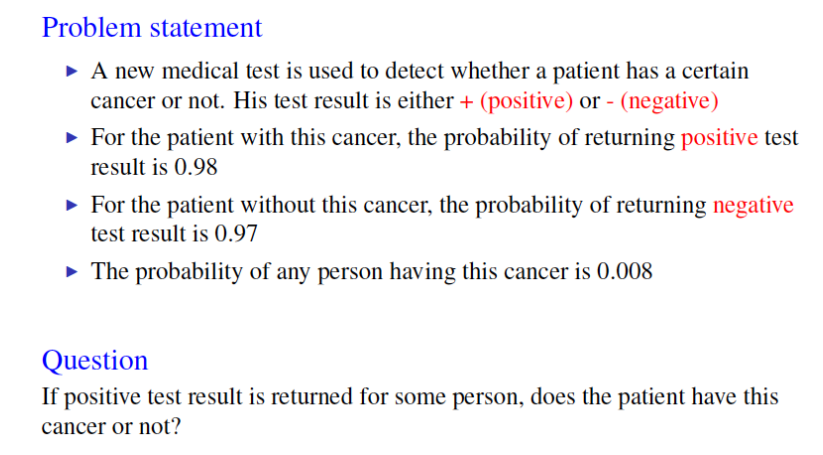 Problem statement
▶ A new medical test is used to detect whether a patient has a certain
cancer or not. His test result is either + (positive) or - (negative)
▶ For the patient with this cancer, the probability of returning positive test
result is 0.98
▶ For the patient without this cancer, the probability of returning negative
test result is 0.97
▶ The probability of any person having this cancer is 0.008
Question
If positive test result is returned for some person, does the patient have this
cancer or not?